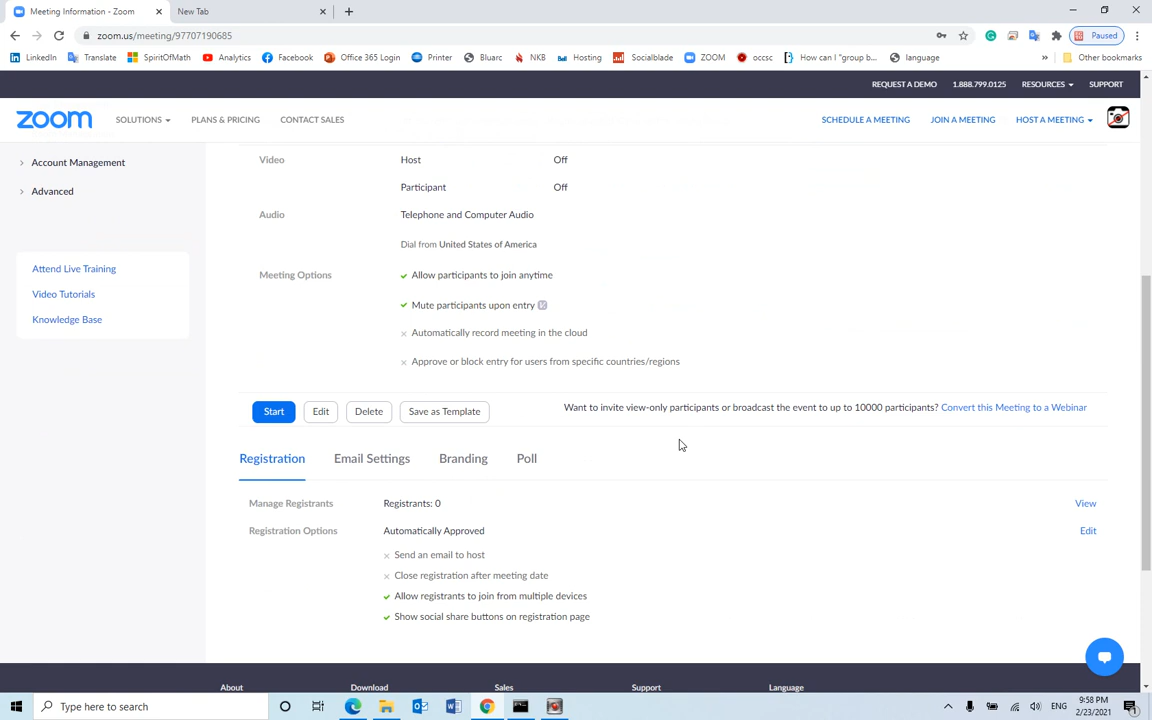 Meeting Information - Zoom
New Tab
zoom.us/meeting/97707190685
Paused
LinkedIn Translate SpiritOfMath Analytics Facebook Office 365 Login Printer Bluarc NKB Hosting Socialblade ZOOM occsc How can I "group b... language » Other bookmarks
REQUEST A DEMO 1.888.799.0125 RESOURCES SUPPORT
zoom SOLUTIONS PLANS & PRICING CONTACT SALES SCHEDULE A MEETING JOIN A MEETING HOST A MEETING
Account Management
Advanced
Attend Live Training
Video Tutorials
Knowledge Base
Video Host Off
Participant Off
Audio Telephone and Computer Audio
Dial from United States of America
Meeting Options Allow participants to join anytime
Mute participants upon entry
Automatically record meeting in the cloud
Approve or block entry for users from specific countries/regions
Start Edit Delete Save as Template Want to invite view-only participants or broadcast the event to up to 10000 participants? Convert this Meeting to a Webinar
Registration Email Settings Branding Poll
Manage Registrants Registrants: 0 View
Registration Options Automatically Approved Edit
Send an email to host
Close registration after meeting date
Allow registrants to join from multiple devices
Show social share buttons on registration page
About Download Sales Support Language
Type here to search
ENG
9:58 PM
2/23/2021